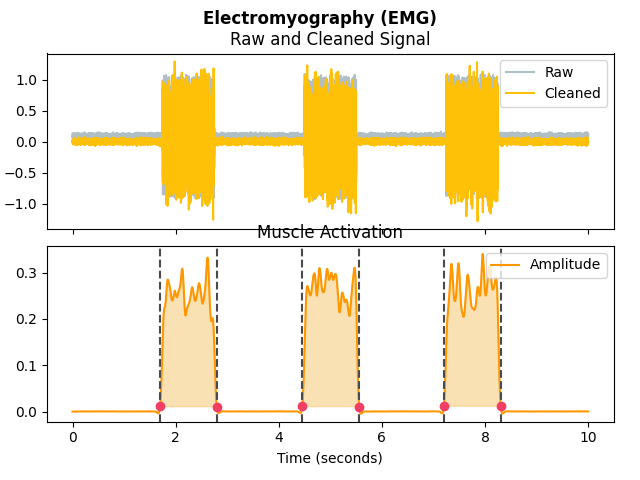 Electromyography (EMG)
Raw and Cleaned Signal
1.0
0.5
0.0
−0.5
−1.0
Raw
Cleaned
Muscle Activation
0.3
0.2
0.1
0.0
Amplitude
0 2 4 6 8 10
Time (seconds)